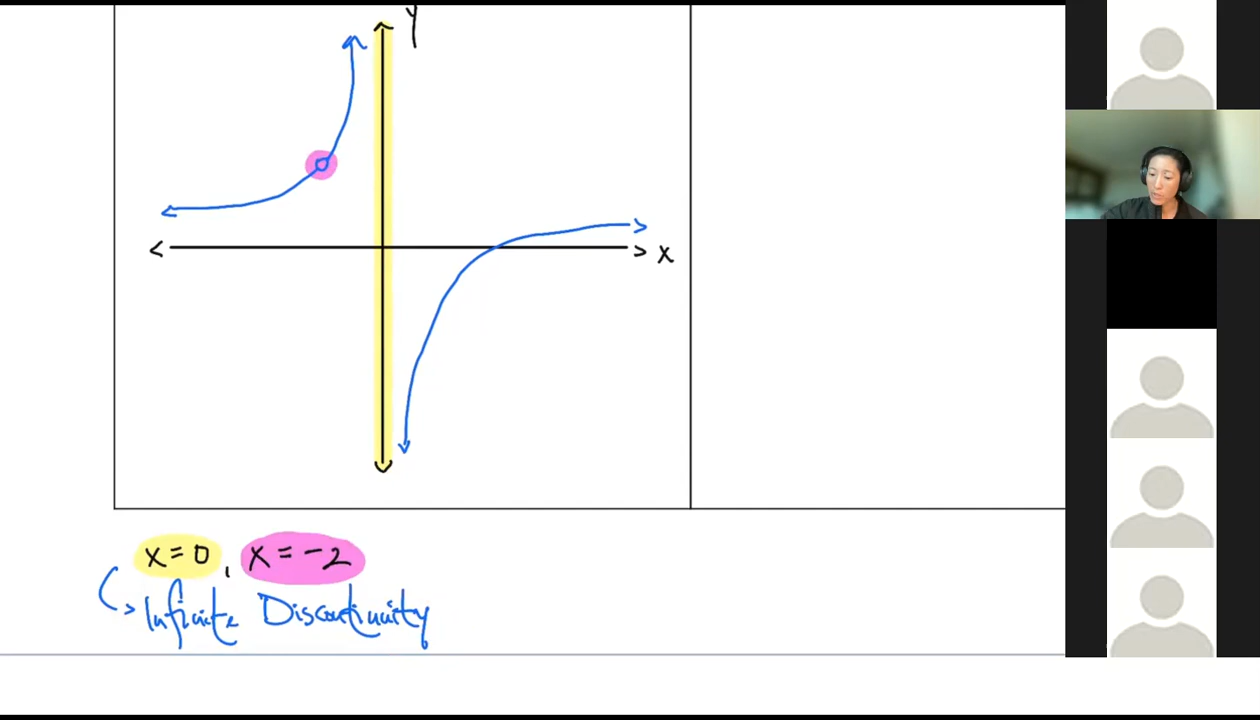 y
x
x = 0, x = -2
Infinite Discontinuity